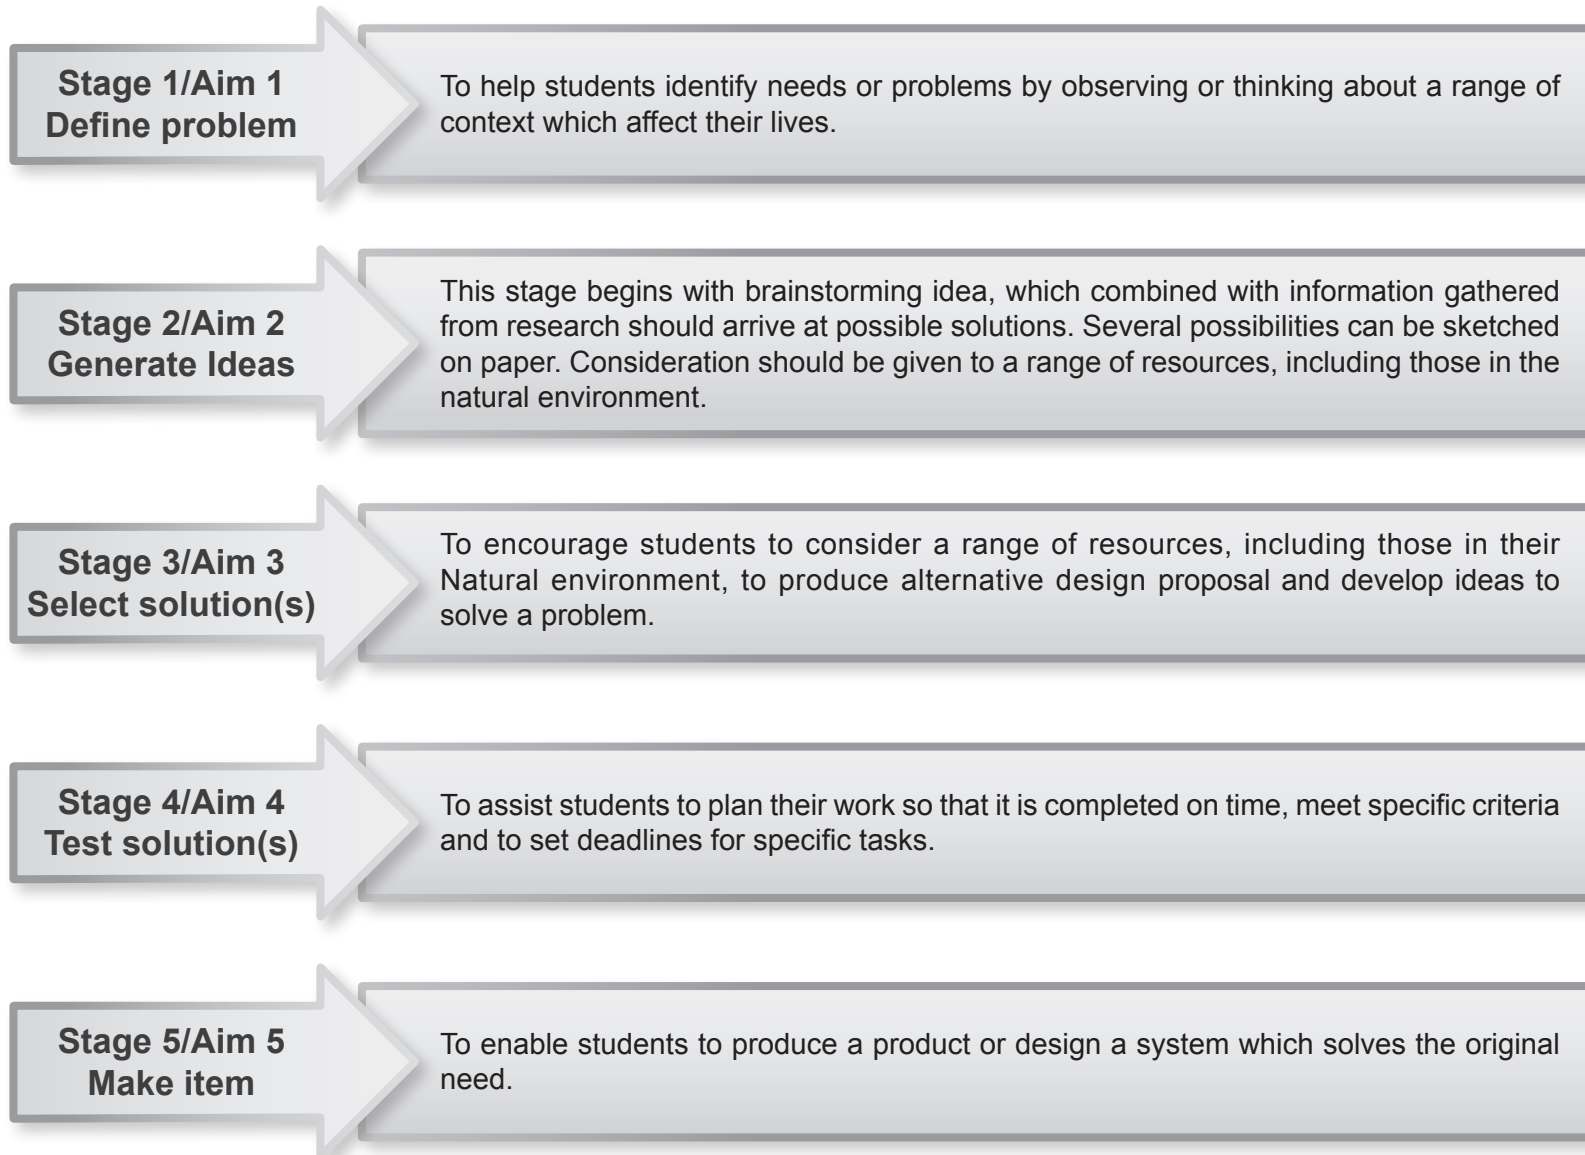 Stage 1/Aim 1
Define problem
To help students identify needs or problems by observing or thinking about a range of
context which affect their lives.
Stage 2/Aim 2
Generate Ideas
This stage begins with brainstorming idea, which combined with information gathered
from research should arrive at possible solutions. Several possibilities can be sketched
on paper. Consideration should be given to a range of resources, including those in the
natural environment.
Stage 3/Aim 3
Select solution(s)
To encourage students to consider a range of resources, including those in their
Natural environment, to produce alternative design proposal and develop ideas to
solve a problem.
Stage 4/Aim 4
Test solution(s)
To assist students to plan their work so that it is completed on time, meet specific criteria
and to set deadlines for specific tasks.
Stage 5/Aim 5
Make item
To enable students to produce a product or design a system which solves the original
need.